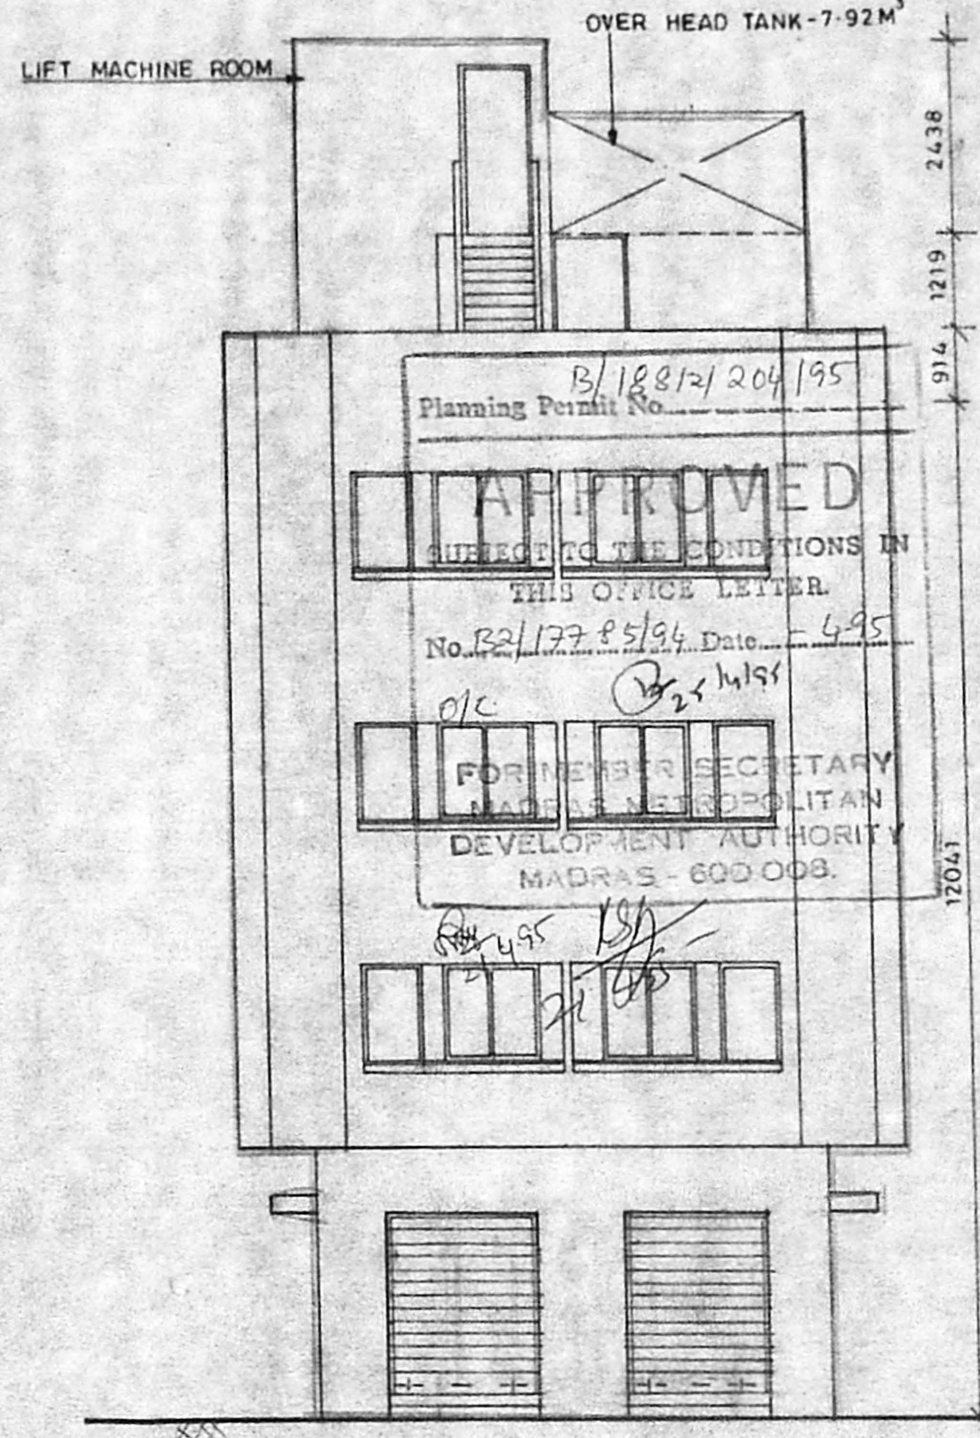 OVER HEAD TANK-7·92M³
LIFT MACHINE ROOM
2438
1219
914
B/18812/204/95
Planning Permit No.
APPROVED
SUBJECT TO THE CONDITIONS IN
THIS OFFICE LETTER.
No. B2/17785/94 Date - 4-95
O/C
FOR MEMBER SECRETARY
MADRAS METROPOLITAN
DEVELOPMENT AUTHORITY
MADRAS - 600 008.
12041